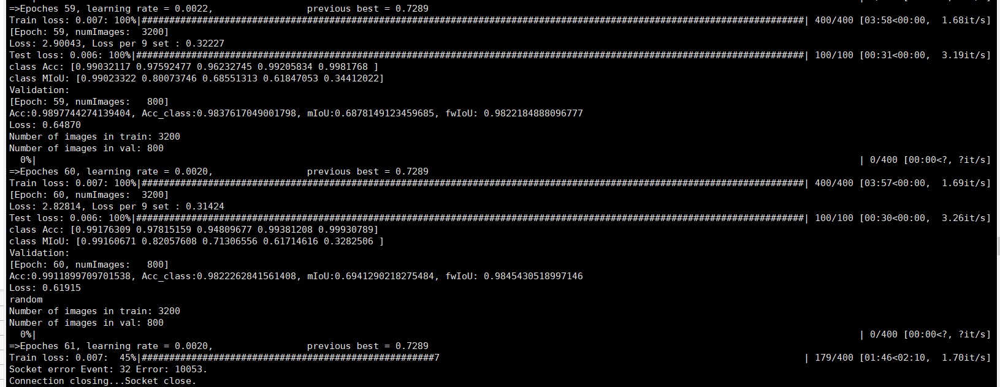 =>Epoches 59, learning rate = 0.0022,                 previous best = 0.7289
Train loss: 0.007: 100%|########################################################################################################################| 400/400 [03:58<00:00,  1.68it/s]
[Epoch: 59, numImages:  3200]
Loss: 2.90043, Loss per 9 set : 0.32227
Test loss: 0.006: 100%|#########################################################################################################################| 100/100 [00:31<00:00,  3.19it/s]
class Acc: [0.99032117 0.97592477 0.96232745 0.99205834 0.9981768 ]
class MIoU: [0.99023322 0.80073746 0.68551313 0.61847053 0.34412022]
Validation:
[Epoch: 59, numImages:   800]
Acc:0.9897744274139404, Acc_class:0.9837617049001798, mIoU:0.6878149123459685, fwIoU: 0.9822184888096777
Loss: 0.64870
Number of images in train: 3200
Number of images in val: 800
  0%|                                                                                                                                                     | 0/400 [00:00<?, ?it/s]
=>Epoches 60, learning rate = 0.0020,                 previous best = 0.7289
Train loss: 0.007: 100%|########################################################################################################################| 400/400 [03:57<00:00,  1.69it/s]
[Epoch: 60, numImages:  3200]
Loss: 2.82814, Loss per 9 set : 0.31424
Test loss: 0.006: 100%|#########################################################################################################################| 100/100 [00:30<00:00,  3.26it/s]
class Acc: [0.99176309 0.97815159 0.94809677 0.99381208 0.99930789]
class MIoU: [0.99160671 0.82057608 0.71306556 0.61714616 0.3282506 ]
Validation:
[Epoch: 60, numImages:   800]
Acc:0.9911899709701538, Acc_class:0.9822262841561408, mIoU:0.6941290218275484, fwIoU: 0.9845430518997146
Loss: 0.61915
random
Number of images in train: 3200
Number of images in val: 800
  0%|                                                                                                                                                     | 0/400 [00:00<?, ?it/s]
=>Epoches 61, learning rate = 0.0020,                 previous best = 0.7289
Train loss: 0.007:  45%|#####################################################7                                                                  | 179/400 [01:46<02:10,  1.70it/s]
Socket error Event: 32 Error: 10053.
Connection closing...Socket close.